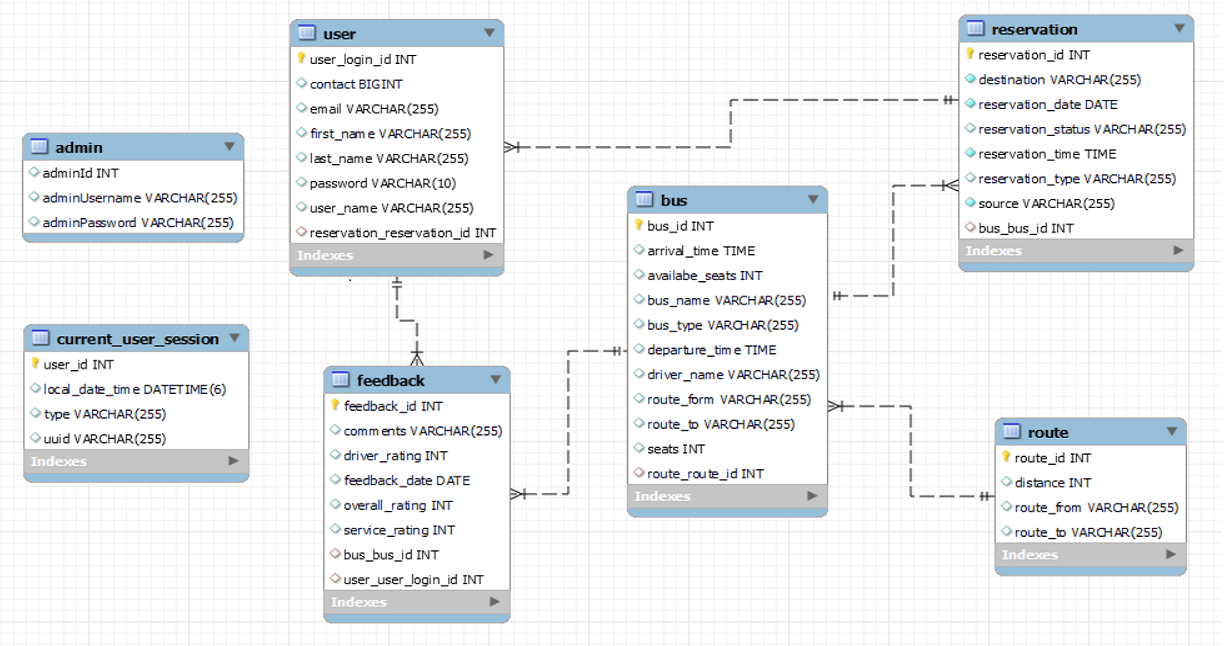 admin
adminId INT
adminUsername VARCHAR(255)
adminPassword VARCHAR(255)
current_user_session
user_id INT
local_date_time DATETIME(6)
type VARCHAR(255)
uuid VARCHAR(255)
Indexes
user
user_login_id INT
contact BIGINT
email VARCHAR(255)
first_name VARCHAR(255)
last_name VARCHAR(255)
password VARCHAR(10)
user_name VARCHAR(255)
reservation_reservation_id INT
Indexes
feedback
feedback_id INT
comments VARCHAR(255)
driver_rating INT
feedback_date DATE
overall_rating INT
service_rating INT
bus_bus_id INT
user_user_login_id INT
Indexes
bus
bus_id INT
arrival_time TIME
availabe_seats INT
bus_name VARCHAR(255)
bus_type VARCHAR(255)
departure_time TIME
driver_name VARCHAR(255)
route_form VARCHAR(255)
route_to VARCHAR(255)
seats INT
route_route_id INT
Indexes
reservation
reservation_id INT
destination VARCHAR(255)
reservation_date DATE
reservation_status VARCHAR(255)
reservation_time TIME
reservation_type VARCHAR(255)
source VARCHAR(255)
bus_bus_id INT
Indexes
route
route_id INT
distance INT
route_from VARCHAR(255)
route_to VARCHAR(255)
Indexes